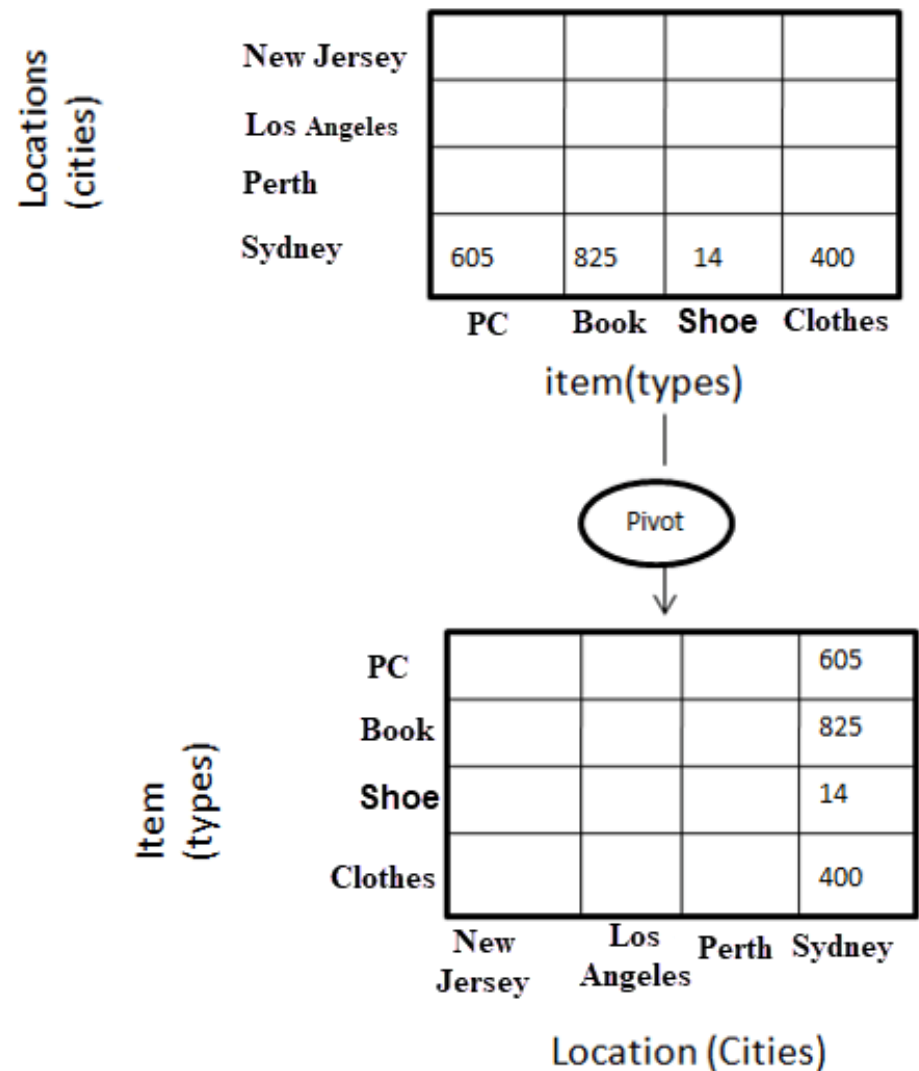 Locations
(cities)
New Jersey
Los Angeles
Perth
Sydney
605 825 14 400
PC Book Shoe Clothes
item(types)
Pivot
Item
(types)
PC 605
Book 825
Shoe 14
Clothes 400
New Jersey
Los Angeles
Perth
Sydney
Location (Cities)